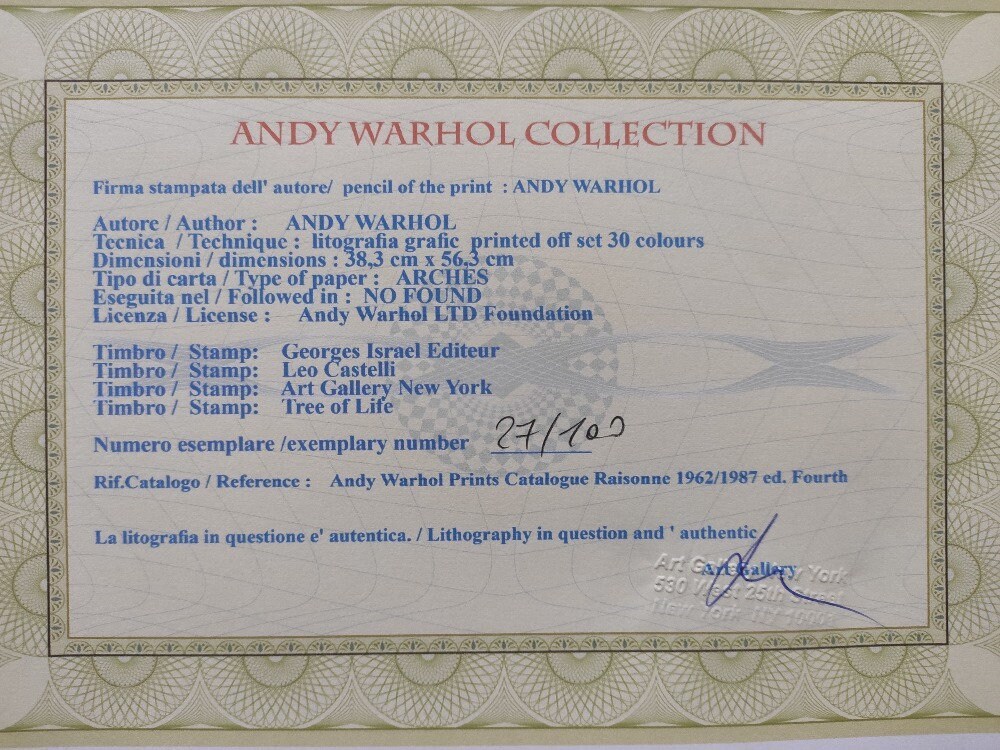 ANDY WARHOL COLLECTION
Firma stampata dell' autore/ pencil of the print : ANDY WARHOL
Autore / Author : ANDY WARHOL
Tecnica / Technique : litografia grafic printed off set 30 colours
Dimensioni / dimensions : 38,3 cm x 56,3 cm
Tipo di carta / Type of paper : ARCHES
Eseguita nel / Followed in : NO FOUND
Licenza / License : Andy Warhol LTD Foundation
Timbro / Stamp: Georges Israel Editeur
Timbro / Stamp: Leo Castelli
Timbro / Stamp: Art Gallery New York
Timbro / Stamp: Tree of Life
Numero esemplare /exemplary number 27/100
Rif.Catalogo / Reference : Andy Warhol Prints Catalogue Raisonne 1962/1987 ed. Fourth
La litografia in questione e' autentica. / Lithography in question and ' authentic
Art Gallery
Art York
530 West 25th Street
New York NY